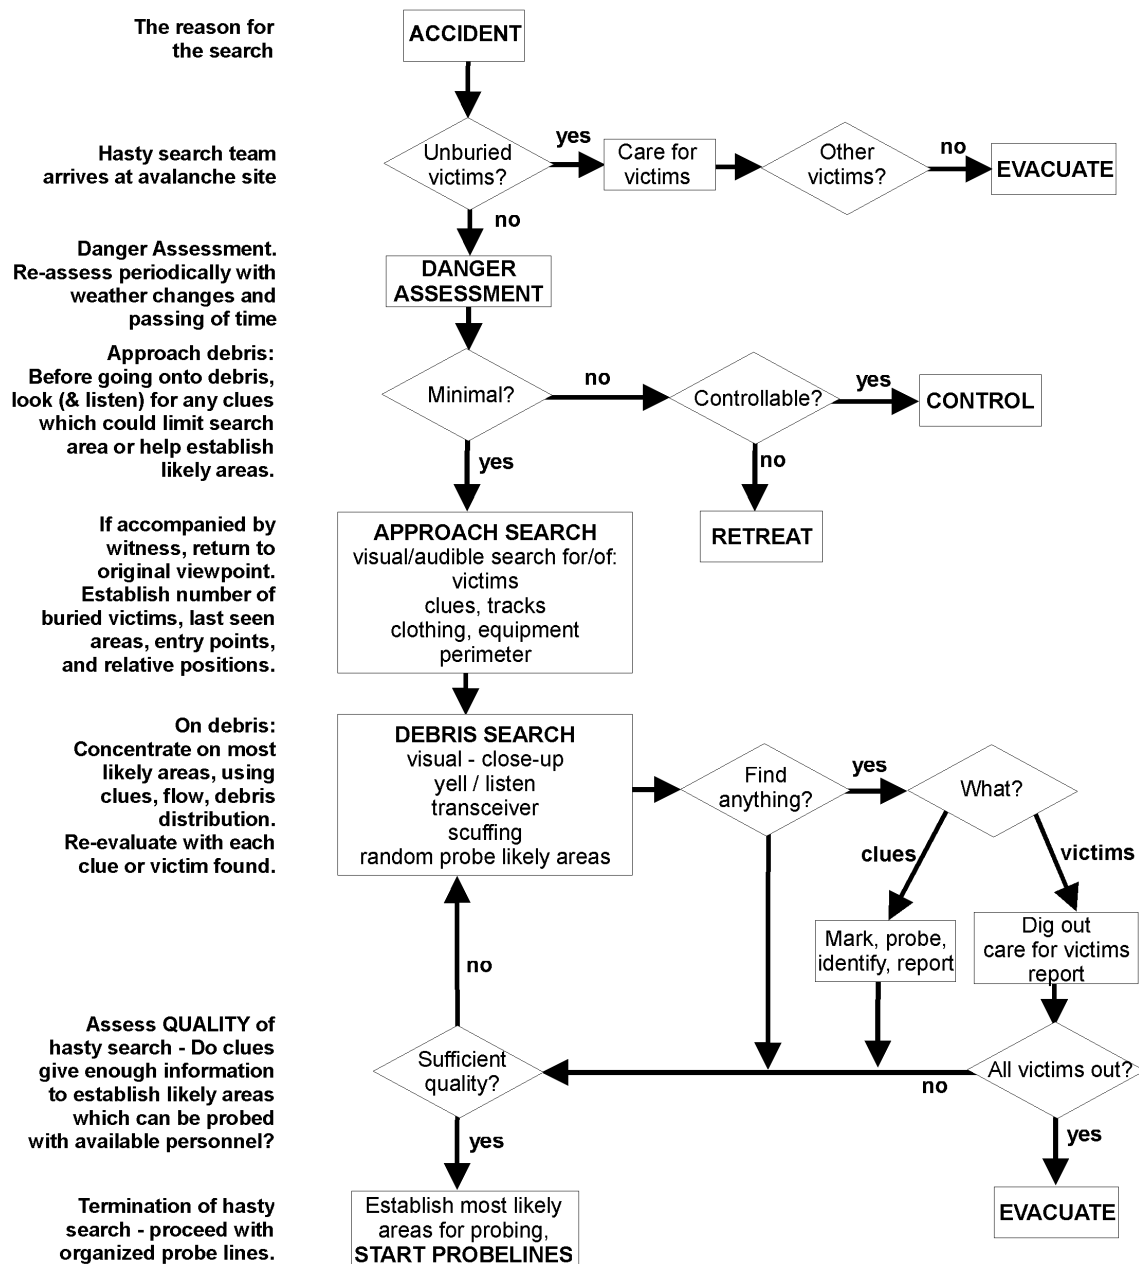 The reason for
the search
ACCIDENT
Hasty search team
arrives at avalanche site
Unburied
victims?
yes
Care for
victims
Other
victims?
no
EVACUATE
no
Danger Assessment.
Re-assess periodically with
weather changes and
passing of time
DANGER
ASSESSMENT
Approach debris:
Before going onto debris,
look (& listen) for any clues
which could limit search
area or help establish
likely areas.
Minimal?
no
Controllable?
yes
CONTROL
yes
no
RETREAT
If accompanied by
witness, return to
original viewpoint.
Establish number of
buried victims, last seen
areas, entry points,
and relative positions.
APPROACH SEARCH
visual/audible search for/of:
victims
clues, tracks
clothing, equipment
perimeter
On debris:
Concentrate on most
likely areas, using
clues, flow, debris
distribution.
Re-evaluate with each
clue or victim found.
DEBRIS SEARCH
visual - close-up
yell / listen
transceiver
scuffing
random probe likely areas
Find
anything?
yes
What?
clues
victims
Mark, probe,
identify, report
Dig out
care for victims
report
no
Assess QUALITY of
hasty search - Do clues
give enough information
to establish likely areas
which can be probed
with available personnel?
Sufficient
quality?
All victims out?
no
yes
yes
Termination of hasty
search - proceed with
organized probe lines.
Establish most likely
areas for probing,
START PROBELINES
EVACUATE